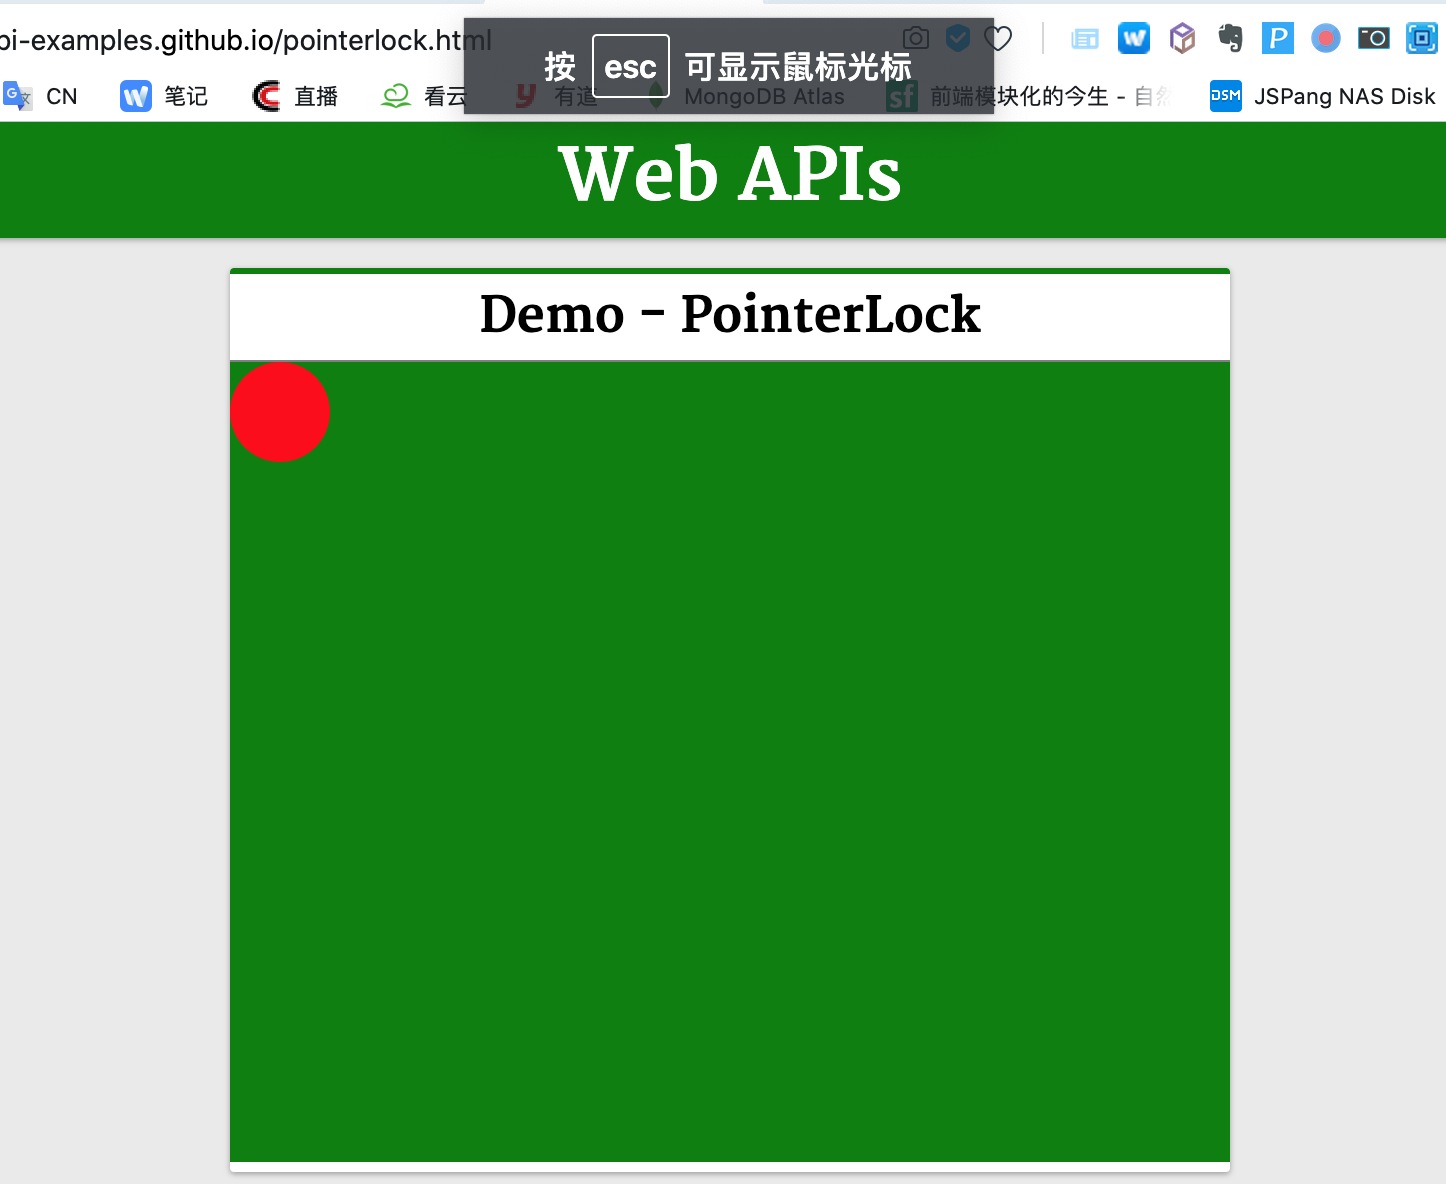 pi-examples.github.io/pointerlock.html
按 esc 可显示鼠标光标
CN 笔记 直播 看云 有道 MongoDB Atlas 前端模块化的今生 - 自然 JSPang NAS Disk
Web APIs
Demo - PointerLock